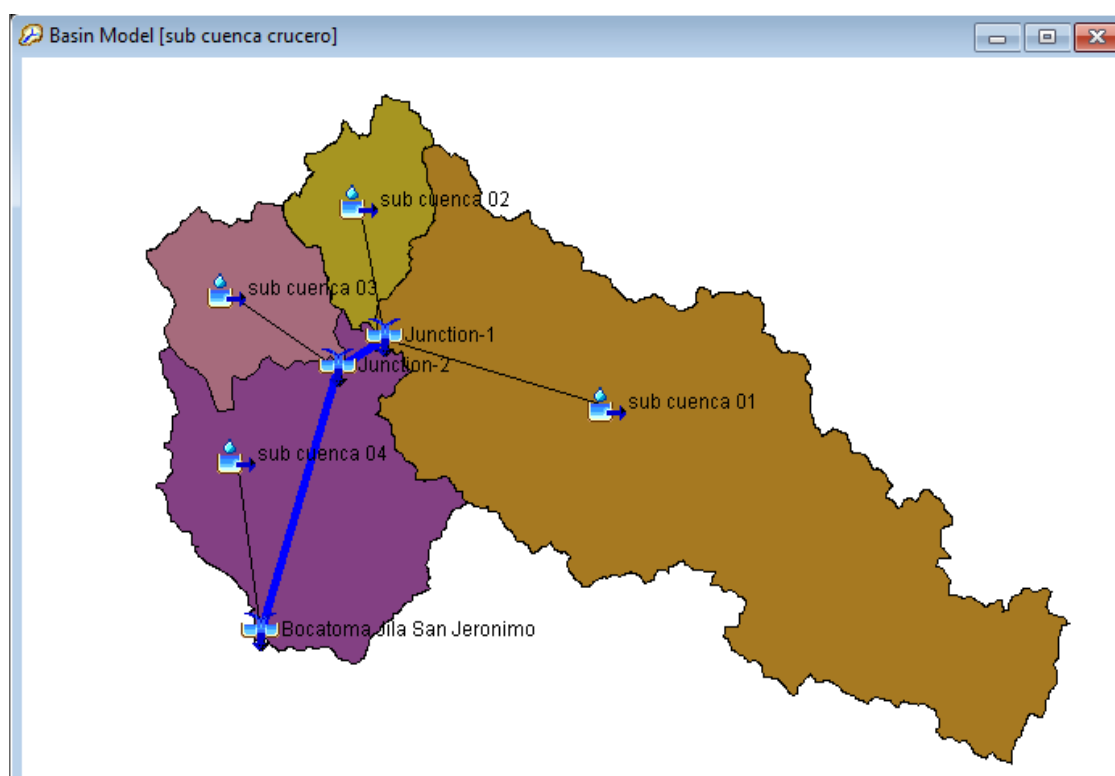 Basin Model [sub cuenca crucero]
sub cuenca 02
sub cuenca 03
Junction-1
Junction-2
sub cuenca 01
sub cuenca 04
Bocatoma Jila San Jeronimo